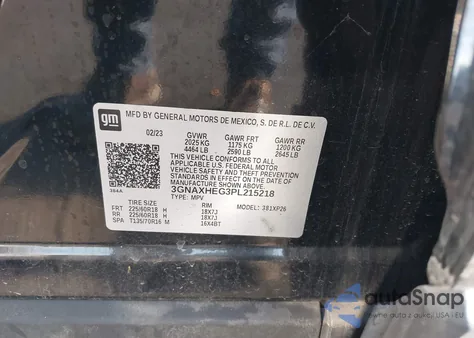 gm
MFD BY GENERAL MOTORS DE MEXICO, S. DE R.L. DE C.V.
02/23 GVWR GAWR FRT GAWR RR
2025 KG 1175 KG 1200 KG
4464 LB 2590 LB 2645 LB
THIS VEHICLE CONFORMS TO ALL
APPLICABLE U.S. FEDERAL MOTOR
VEHICLE SAFETY, BUMPER, AND
THEFT PREVENTION STANDARDS IN
EFFECT ON THE DATE OF
MANUFACTURE SHOWN ABOVE.
3GNAXHEG3PL215218
TYPE: MPV
TIRE SIZE RIM MODEL: 381XP26
FRT 225/60R18 H 18X7J
RR 225/60R18 H 18X7J
SPA T135/70R16 M 16X4BT
autoSnap